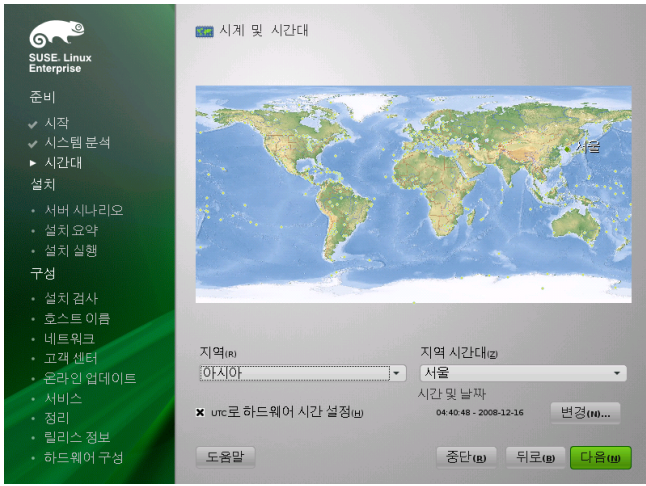 SUSE. Linux
Enterprise
준비
시작
시스템 분석
시간대
설치
서버 시나리오
설치 요약
설치 실행
구성
설치 검사
호스트 이름
네트워크
고객 센터
온라인 업데이트
서비스
정리
릴리스 정보
하드웨어 구성
시계 및 시간대
서울
지역(R)
아시아
지역 시간대(Z)
서울
시간 및 날짜
UTC로 하드웨어 시간 설정(H)
04:40:48 - 2008-12-16
변경(N)...
도움말
중단(R)
뒤로(B)
다음(N)